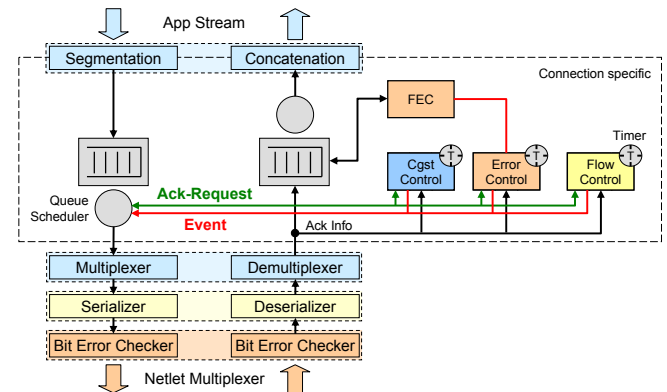 App Stream
Segmentation
Concatenation
Connection specific
FEC
Timer
Cgst
Control
T
Error
Control
T
Flow
Control
T
Queue
Scheduler
Ack-Request
Event
Ack Info
Multiplexer
Demultiplexer
Serializer
Deserializer
Bit Error Checker
Bit Error Checker
Netlet Multiplexer